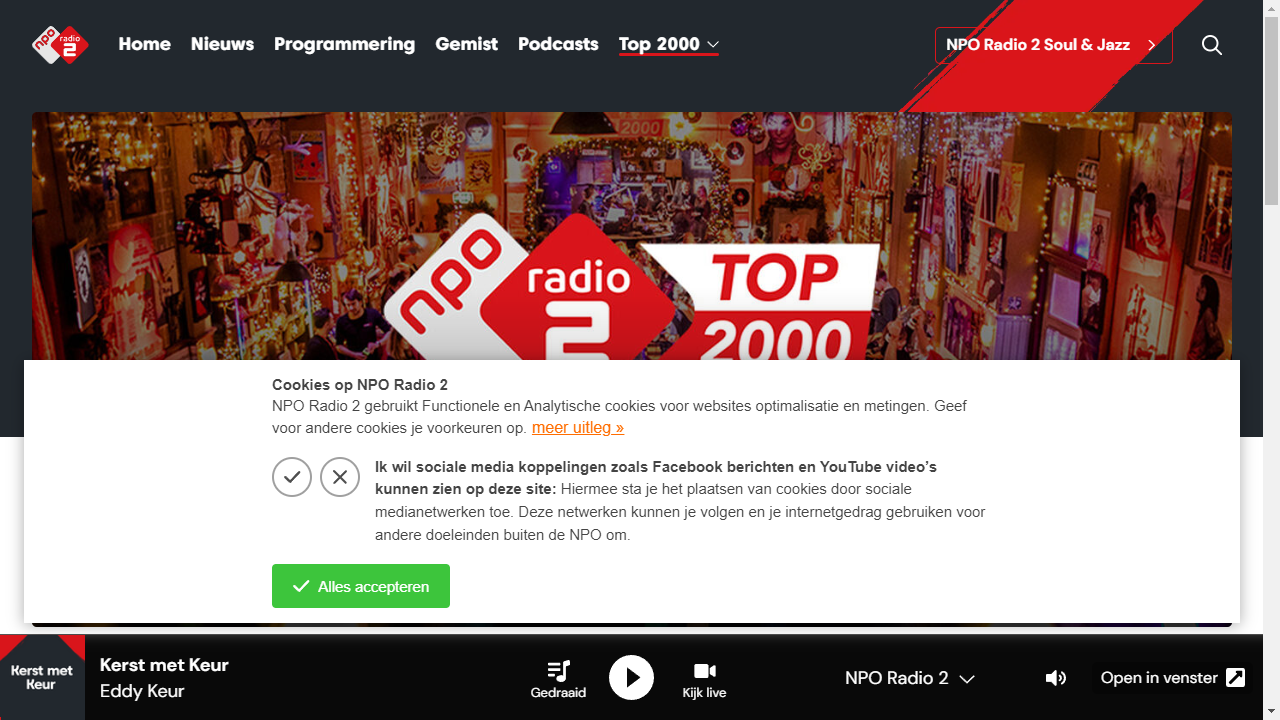 npo radio 2
Home Nieuws Programmering Gemist Podcasts Top 2000
NPO Radio 2 Soul & Jazz
2000
npo radio 2 TOP 2000
Cookies op NPO Radio 2
NPO Radio 2 gebruikt Functionele en Analytische cookies voor websites optimalisatie en metingen. Geef
voor andere cookies je voorkeuren op. meer uitleg »
Ik wil sociale media koppelingen zoals Facebook berichten en YouTube video’s
kunnen zien op deze site: Hiermee sta je het plaatsen van cookies door sociale
medianetwerken toe. Deze netwerken kunnen je volgen en je internetgedrag gebruiken voor
andere doeleinden buiten de NPO om.
Alles accepteren
Kerst met
Keur
Kerst met Keur
Eddy Keur
Gedraaid
Kijk live
NPO Radio 2
Open in venster